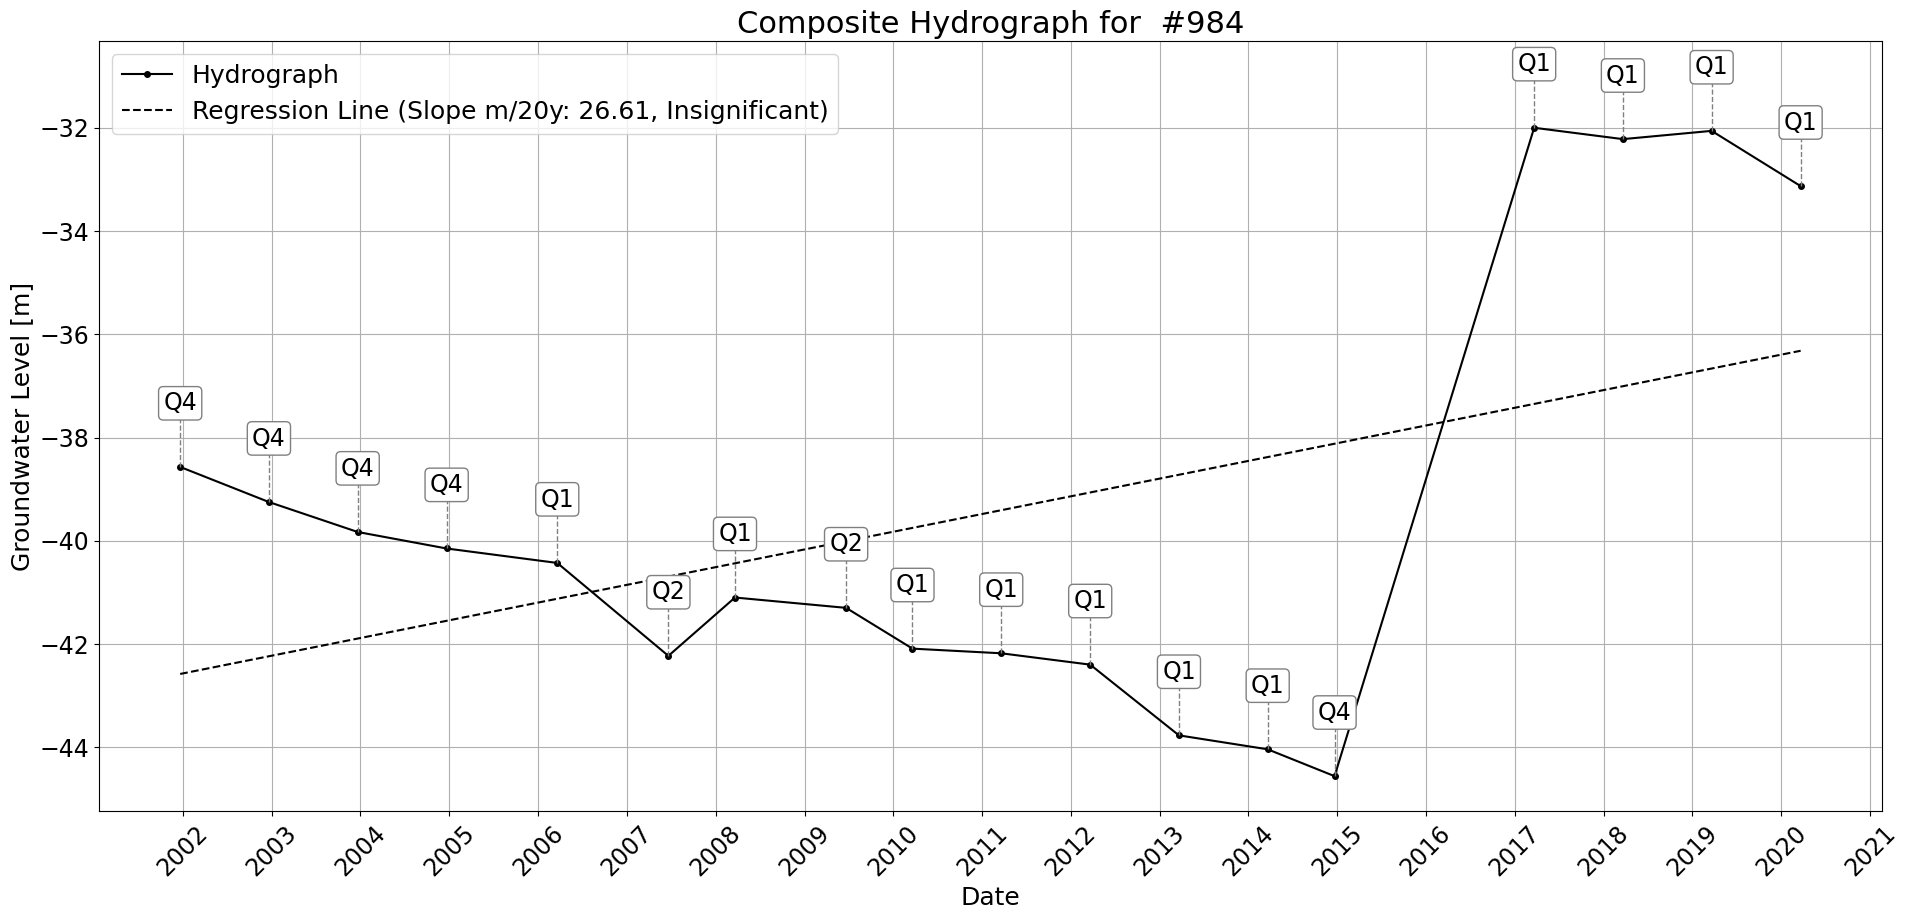 Composite Hydrograph for  #984
Hydrograph
Regression Line (Slope m/20y: 26.61, Insignificant)
Groundwater Level [m]
−32
−34
−36
−38
−40
−42
−44
Q4
Q4
Q4
Q4
Q1
Q2
Q1
Q2
Q1
Q1
Q1
Q1
Q1
Q4
Q1
Q1
Q1
Q1
2002
2003
2004
2005
2006
2007
2008
2009
2010
2011
2012
2013
2014
2015
2016
2017
2018
2019
2020
2021
Date